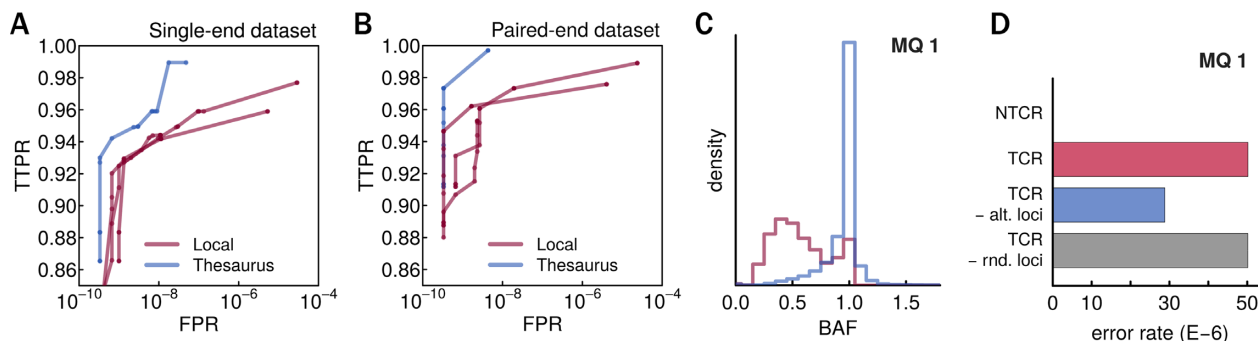 A
Single-end dataset
1.00
0.98
0.96
0.94
0.92
0.90
0.88
0.86
TTPR
Local
Thesaurus
10−10
10−8
10−6
10−4
FPR
B
Paired-end dataset
1.00
0.98
0.96
0.94
0.92
0.90
0.88
0.86
TTPR
Local
Thesaurus
10−10
10−8
10−6
10−4
FPR
C
MQ 1
density
0.0
0.5
1.0
1.5
BAF
D
MQ 1
NTCR
TCR
TCR
− alt. loci
TCR
− rnd. loci
0
10
30
50
error rate (E−6)